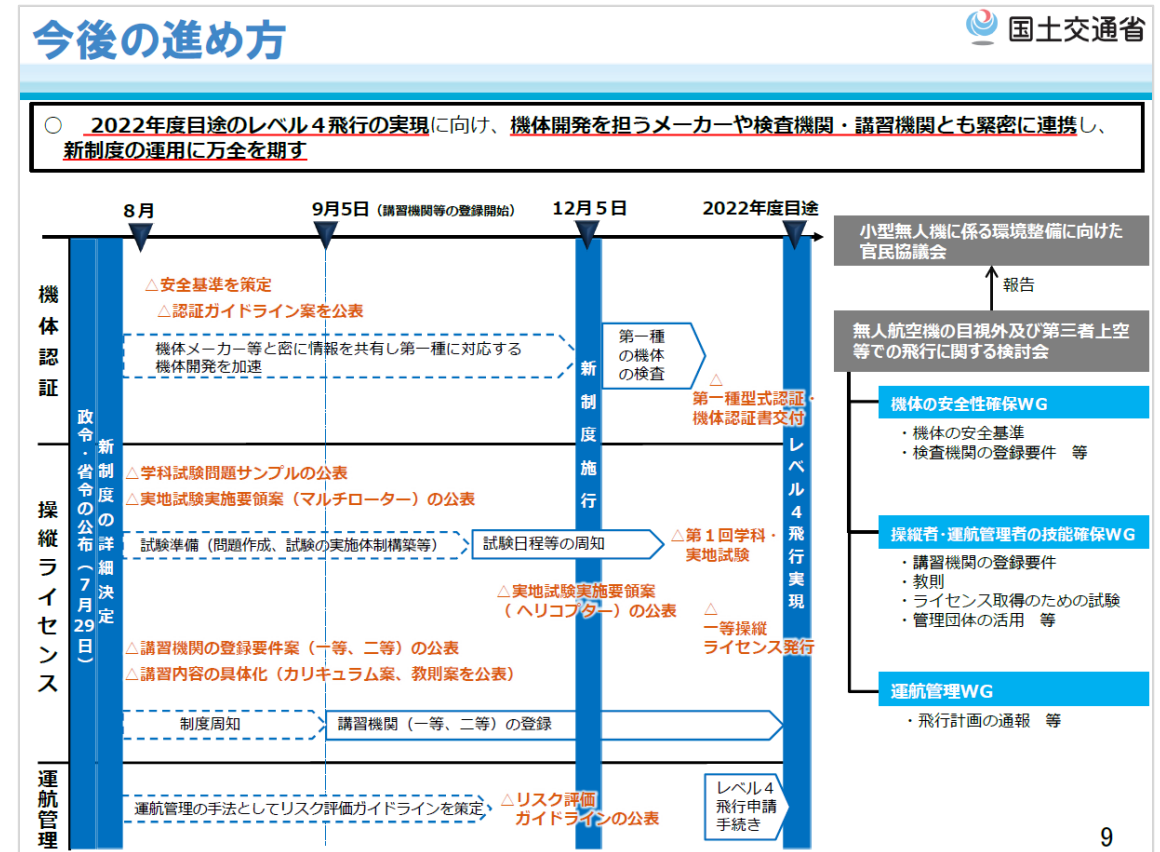 今後の進め方
国土交通省
○ 2022年度目途のレベル4飛行の実現に向け、機体開発を担うメーカーや検査機関・講習機関とも緊密に連携し、
新制度の運用に万全を期す
8月
9月5日（講習機関等の登録開始）
12月5日
2022年度目途
機体認証
△安全基準を策定
△認証ガイドライン案を公表
機体メーカー等と密に情報を共有し第一種に対応する
機体開発を加速
第一種
の機体
の検査
△
第一種型式認証・
機体認証書交付
政令・省令の公布（7月29日）
新制度の詳細決定
新制度施行
レベル4飛行実現
操縦ライセンス
△学科試験問題サンプルの公表
△実地試験実施要領案（マルチローター）の公表
試験準備（問題作成、試験の実施体制構築等）
試験日程等の周知
△第1回学科・
実地試験
△実地試験実施要領案
（ヘリコプター）の公表
△
一等操縦
ライセンス発行
△講習機関の登録要件案（一等、二等）の公表
△講習内容の具体化（カリキュラム案、教則案を公表）
制度周知
講習機関（一等、二等）の登録
運航管理
運航管理の手法としてリスク評価ガイドラインを策定
△リスク評価
ガイドラインの公表
レベル4
飛行申請
手続き
小型無人機に係る環境整備に向けた
官民協議会
報告
無人航空機の目視外及び第三者上空
等での飛行に関する検討会
機体の安全性確保WG
・機体の安全基準
・検査機関の登録要件 等
操縦者・運航管理者の技能確保WG
・講習機関の登録要件
・教則
・ライセンス取得のための試験
・管理団体の活用 等
運航管理WG
・飛行計画の通報 等
9